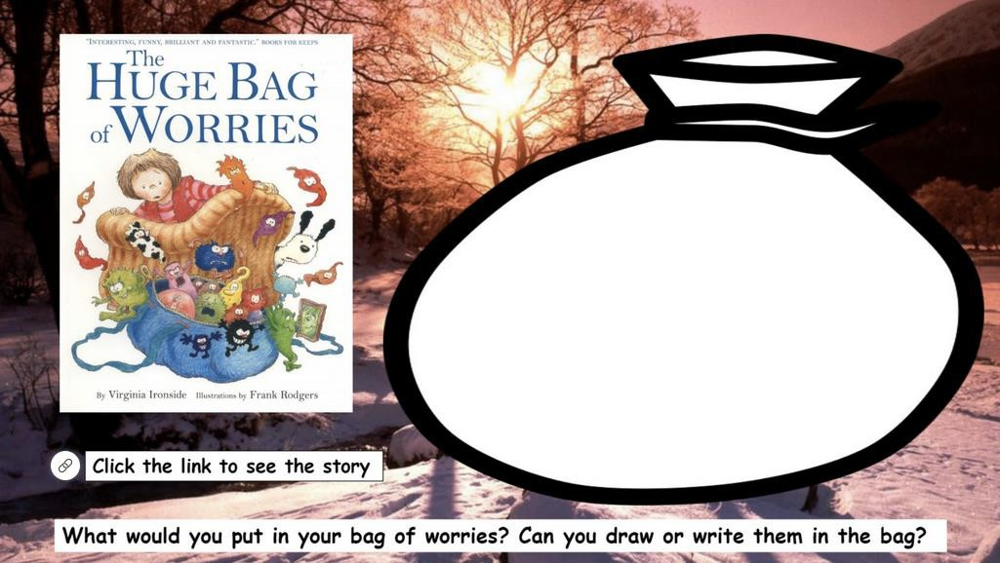 "Interesting, funny, brilliant and fantastic." Books for Keeps
The
HUGE BAG
of WORRIES
By Virginia Ironside Illustrations by Frank Rodgers
Click the link to see the story
What would you put in your bag of worries? Can you draw or write them in the bag?